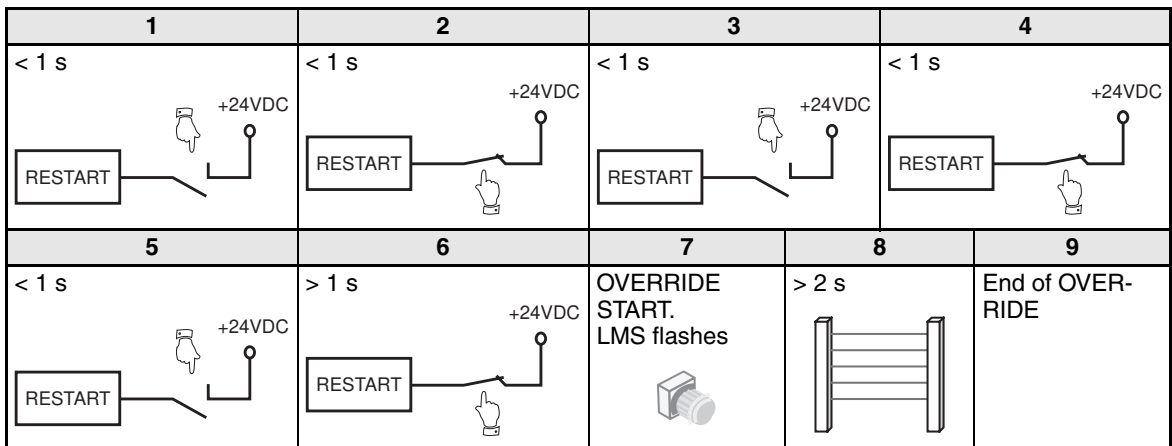 1
2
3
4
< 1 s
+24VDC
RESTART
< 1 s
+24VDC
RESTART
< 1 s
+24VDC
RESTART
< 1 s
+24VDC
RESTART
5
6
7
8
9
< 1 s
+24VDC
RESTART
> 1 s
+24VDC
RESTART
OVERRIDE
START.
LMS flashes
> 2 s
End of OVER-
RIDE